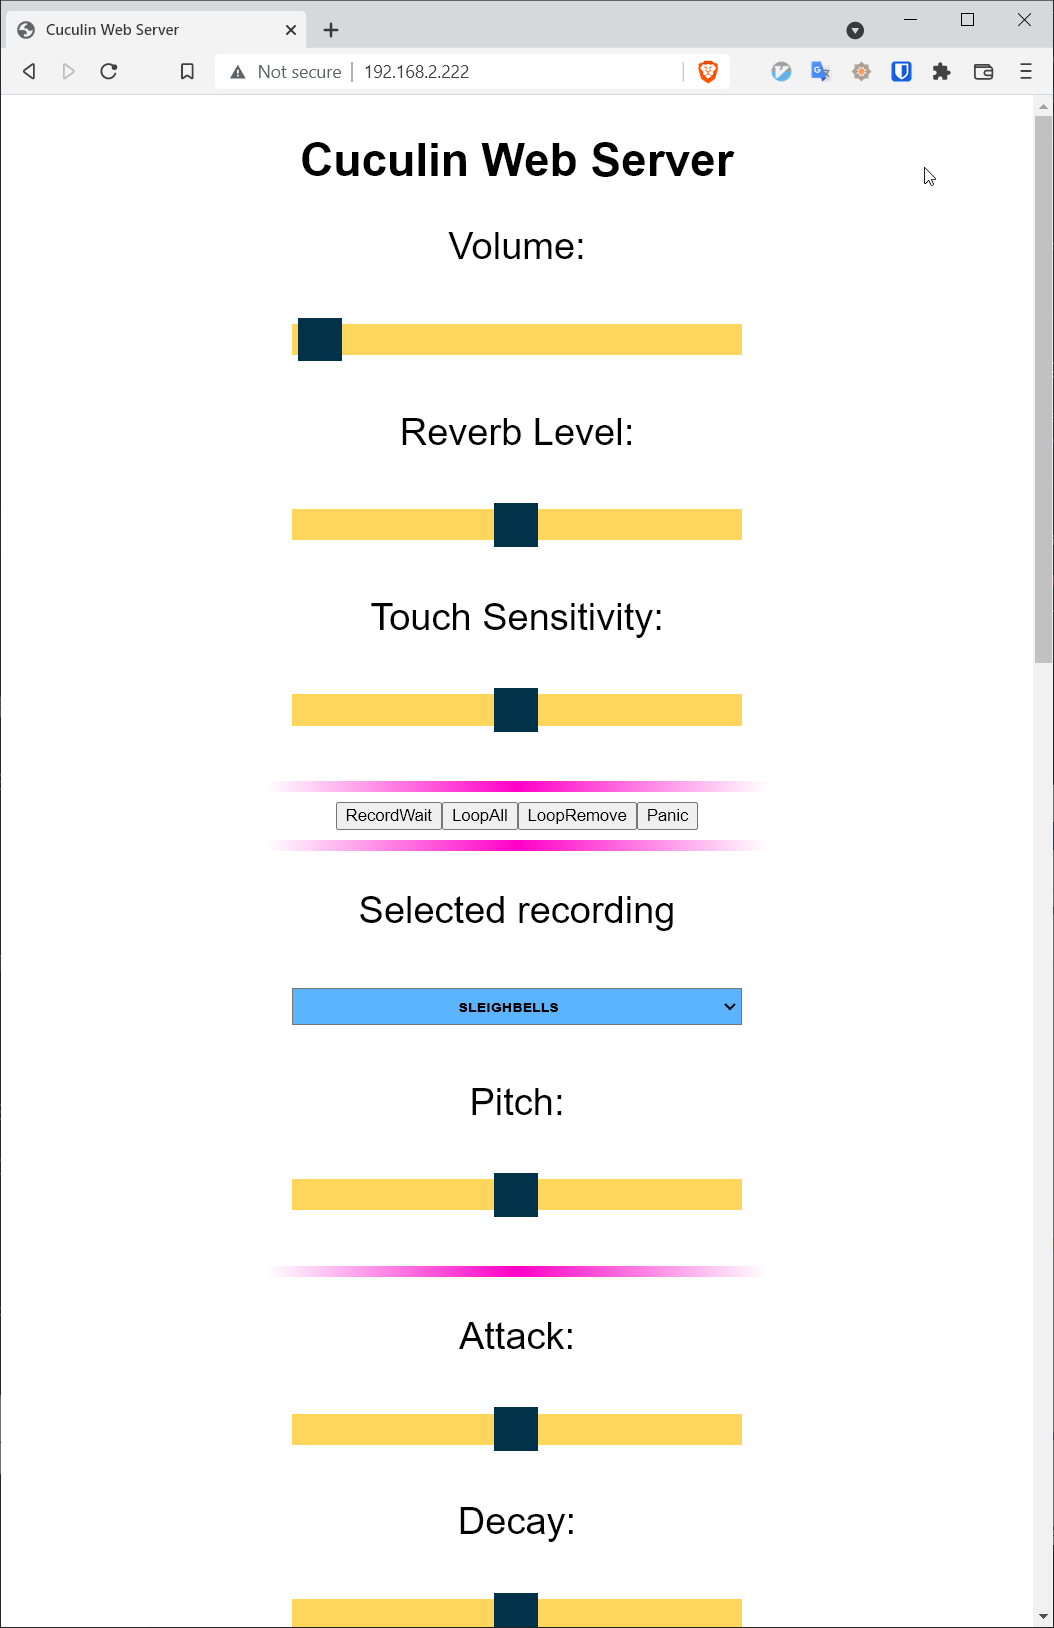 Cuculin Web Server
Not secure | 192.168.2.222
Cuculin Web Server
Volume:
Reverb Level:
Touch Sensitivity:
RecordWait LoopAll LoopRemove Panic
Selected recording
SLEIGHBELLS
Pitch:
Attack:
Decay: